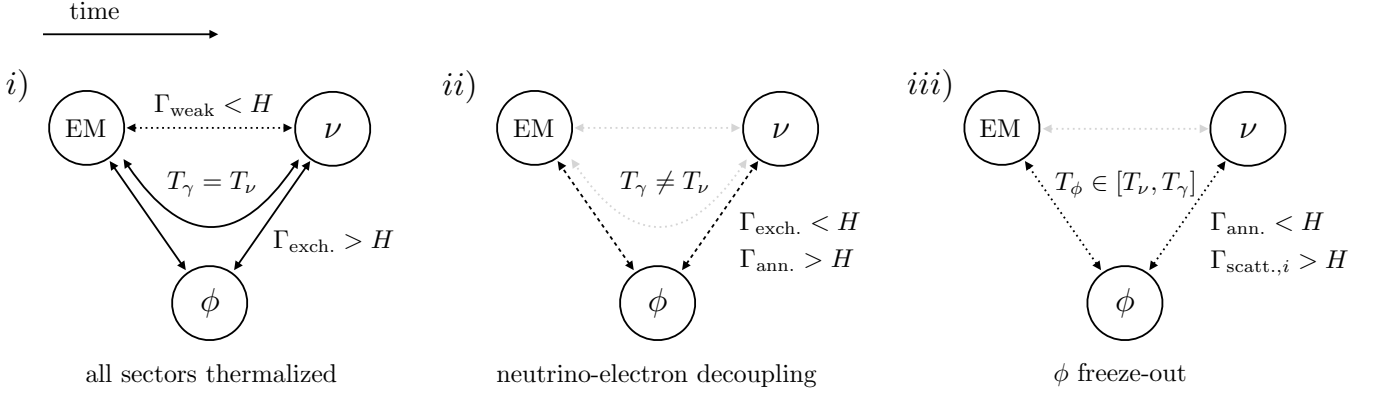 time
i)
EM
Γ_weak < H
ν
T_γ = T_ν
Γ_exch. > H
ϕ
all sectors thermalized
ii)
EM
ν
T_γ ≠ T_ν
Γ_exch. < H
Γ_ann. > H
ϕ
neutrino-electron decoupling
iii)
EM
ν
T_ϕ ∈ [T_ν, T_γ]
Γ_ann. < H
Γ_scatt.,i > H
ϕ
ϕ freeze-out